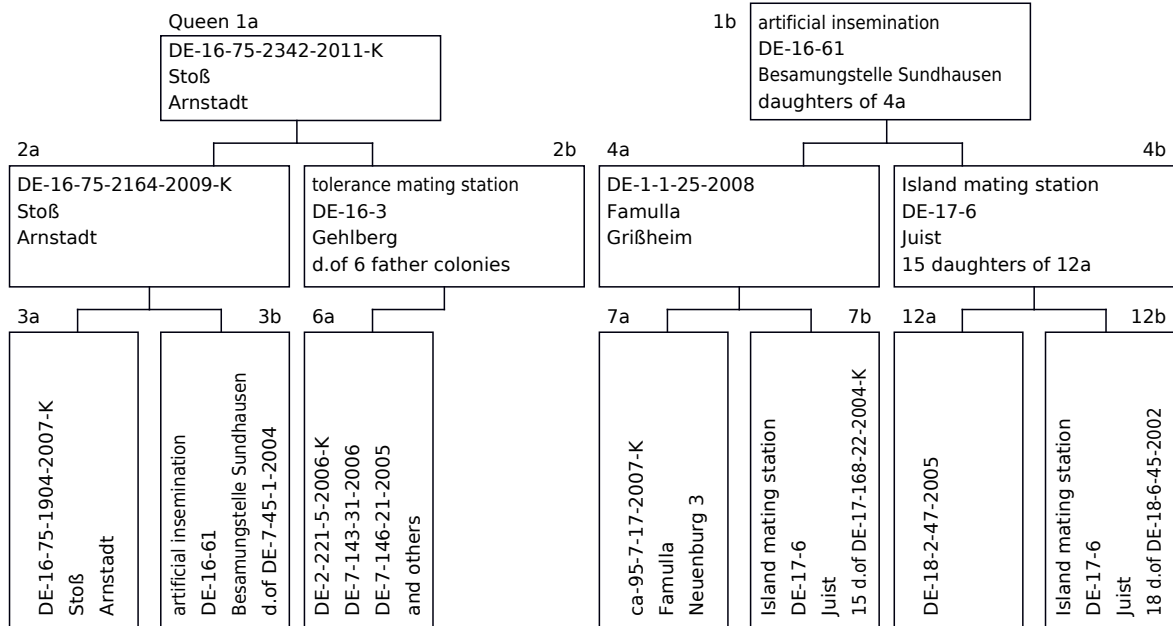 Queen 1a
DE-16-75-2342-2011-K
Stoß
Arnstadt
1b
artificial insemination
DE-16-61
Besamungstelle Sundhausen
daughters of 4a
2a
DE-16-75-2164-2009-K
Stoß
Arnstadt
2b
tolerance mating station
DE-16-3
Gehlberg
d.of 6 father colonies
4a
DE-1-1-25-2008
Famulla
Grißheim
4b
Island mating station
DE-17-6
Juist
15 daughters of 12a
3a
DE-16-75-1904-2007-K
Stoß
Arnstadt
3b
artificial insemination
DE-16-61
Besamungstelle Sundhausen
d.of DE-7-45-1-2004
6a
DE-2-221-5-2006-K
DE-7-143-31-2006
DE-7-146-21-2005
and others
7a
ca-95-7-17-2007-K
Famulla
Neuenburg 3
7b
Island mating station
DE-17-6
Juist
15 d.of DE-17-168-22-2004-K
12a
DE-18-2-47-2005
12b
Island mating station
DE-17-6
Juist
18 d.of DE-18-6-45-2002